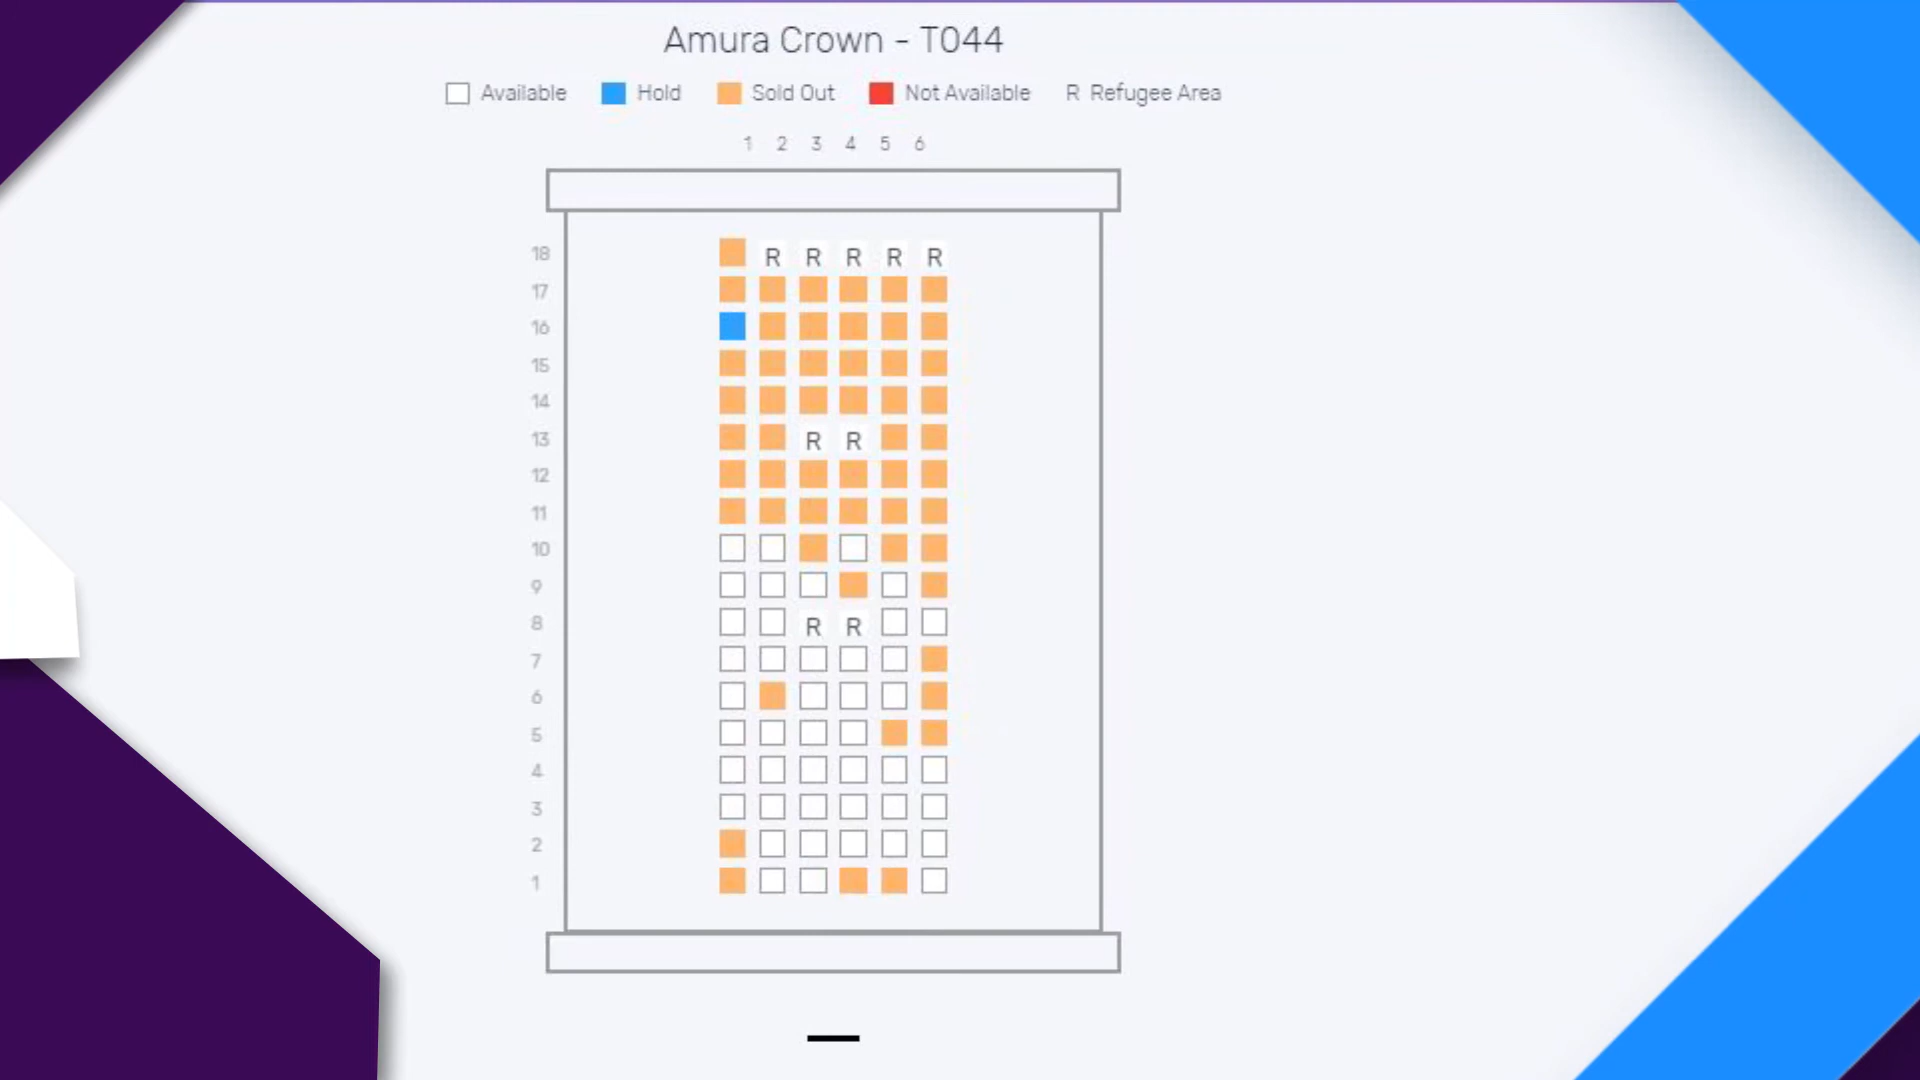 Amura Crown - T044
Available Hold Sold Out Not Available R Refugee Area
1 2 3 4 5 6
18 R R R R R
17
16
15
14
13 R R
12
11
10
9
8 R R
7
6
5
4
3
2
1